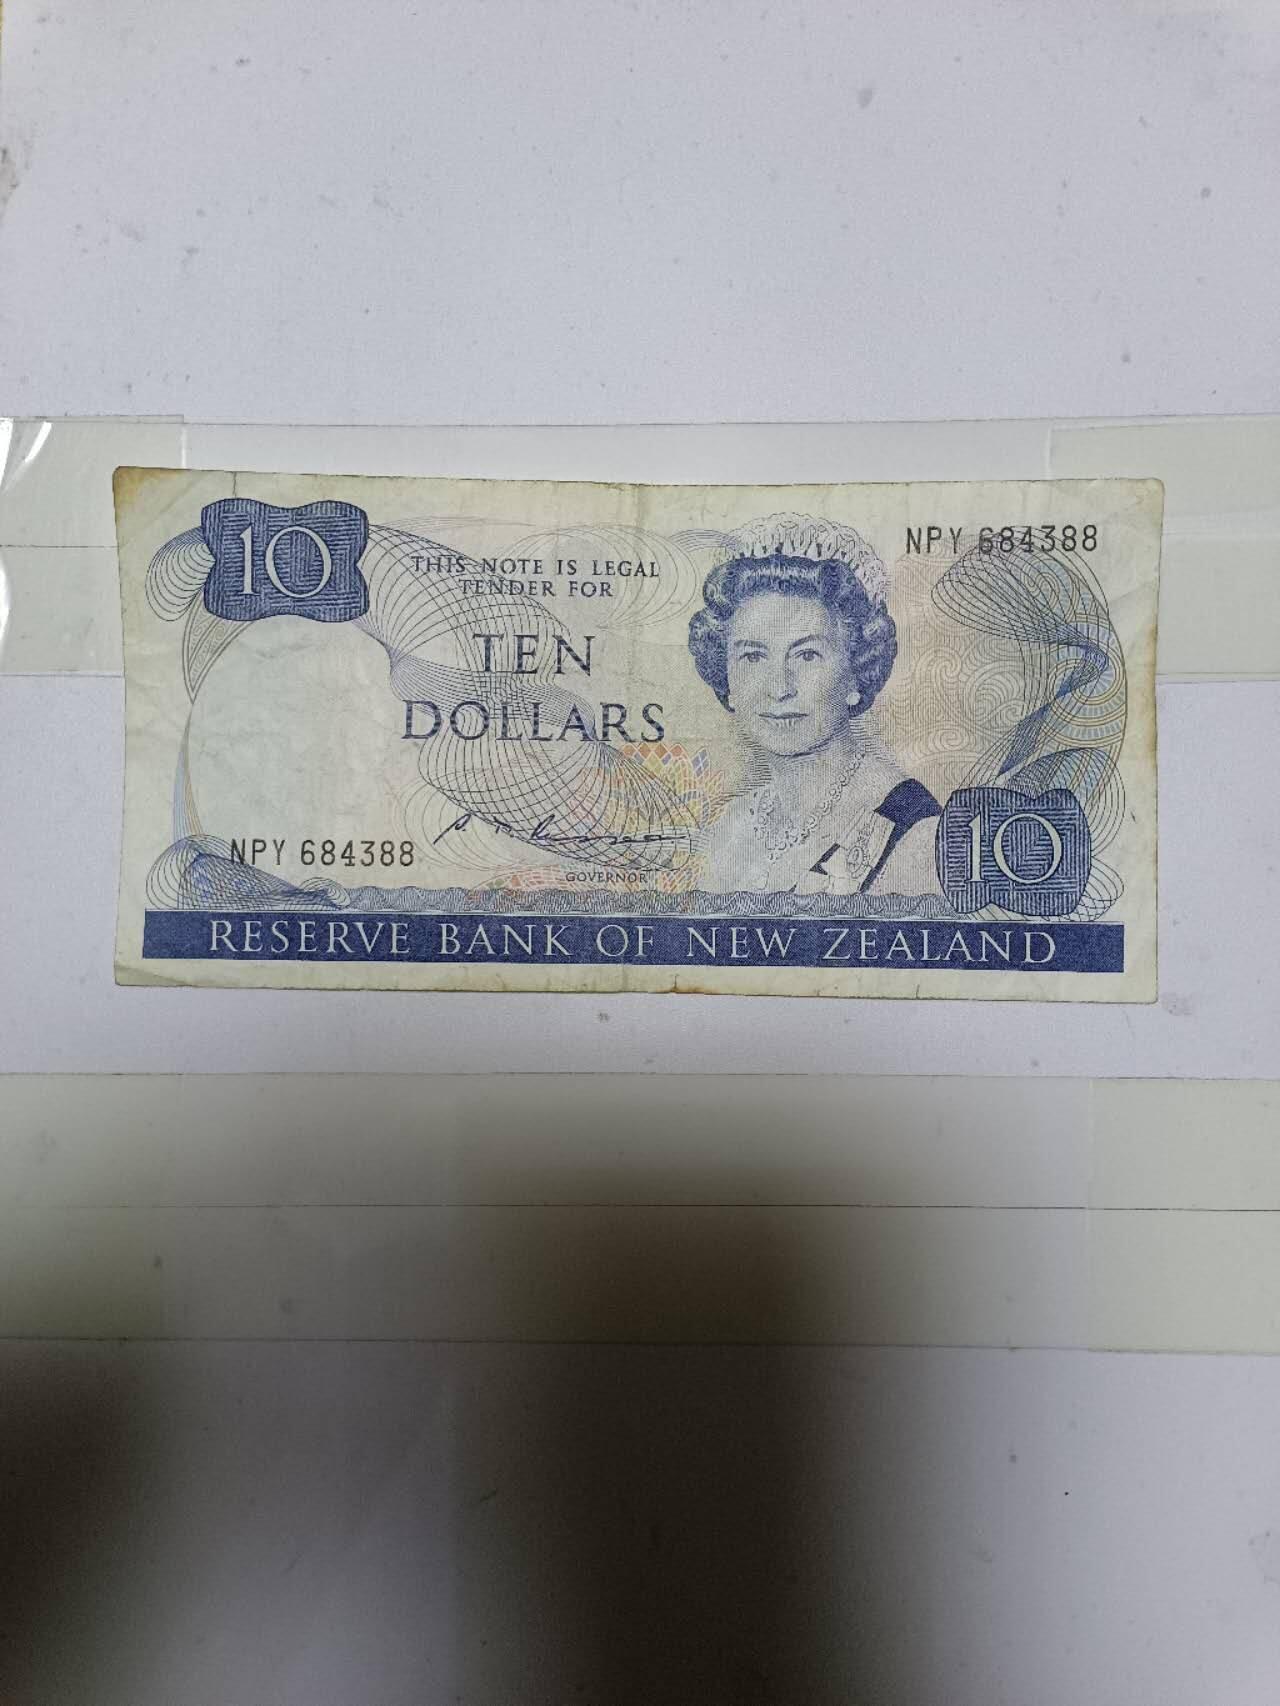 10
NPY 684388
THIS NOTE IS LEGAL
TENDER FOR
TEN
DOLLARS
NPY 684388
GOVERNOR
10
RESERVE BANK OF NEW ZEALAND